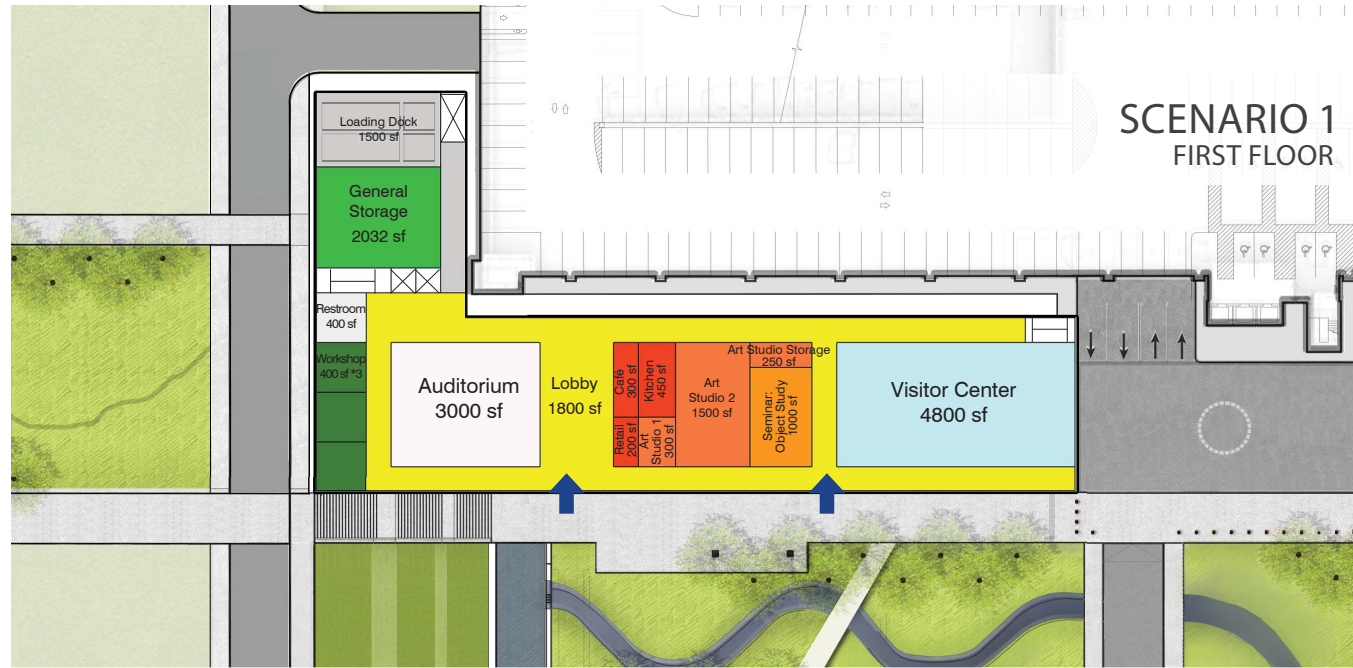 SCENARIO 1
FIRST FLOOR
Loading Dock
1500 sf
General
Storage
2032 sf
Restroom
400 sf
Workshop
400 sf *3
Auditorium
3000 sf
Lobby
1800 sf
Café
300 sf
Kitchen
450 sf
Retail
200 sf
Art
Studio 1
300 sf
Art
Studio 2
1500 sf
Art Studio Storage
250 sf
Seminar:
Object Study
1000 sf
Visitor Center
4800 sf